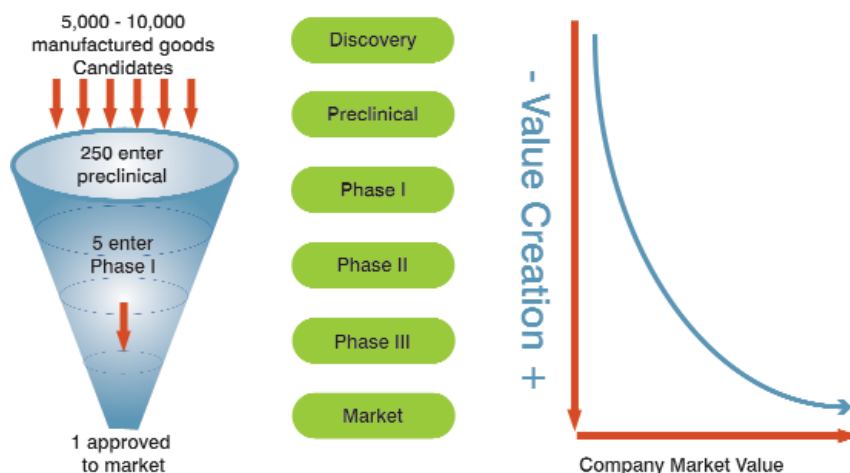 5,000 - 10,000
manufactured goods
Candidates
250 enter
preclinical
5 enter
Phase I
1 approved
to market
Discovery
Preclinical
Phase I
Phase II
Phase III
Market
- Value Creation +
Company Market Value